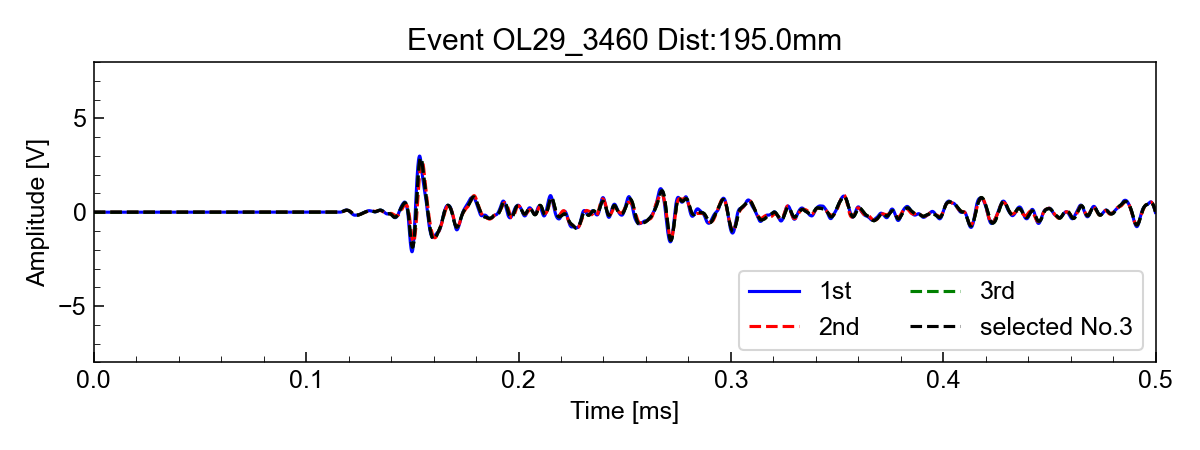 Event OL29_3460 Dist:195.0mm
Amplitude [V]
5
0
−5
1st
2nd
3rd
selected No.3
0.0 0.1 0.2 0.3 0.4 0.5
Time [ms]